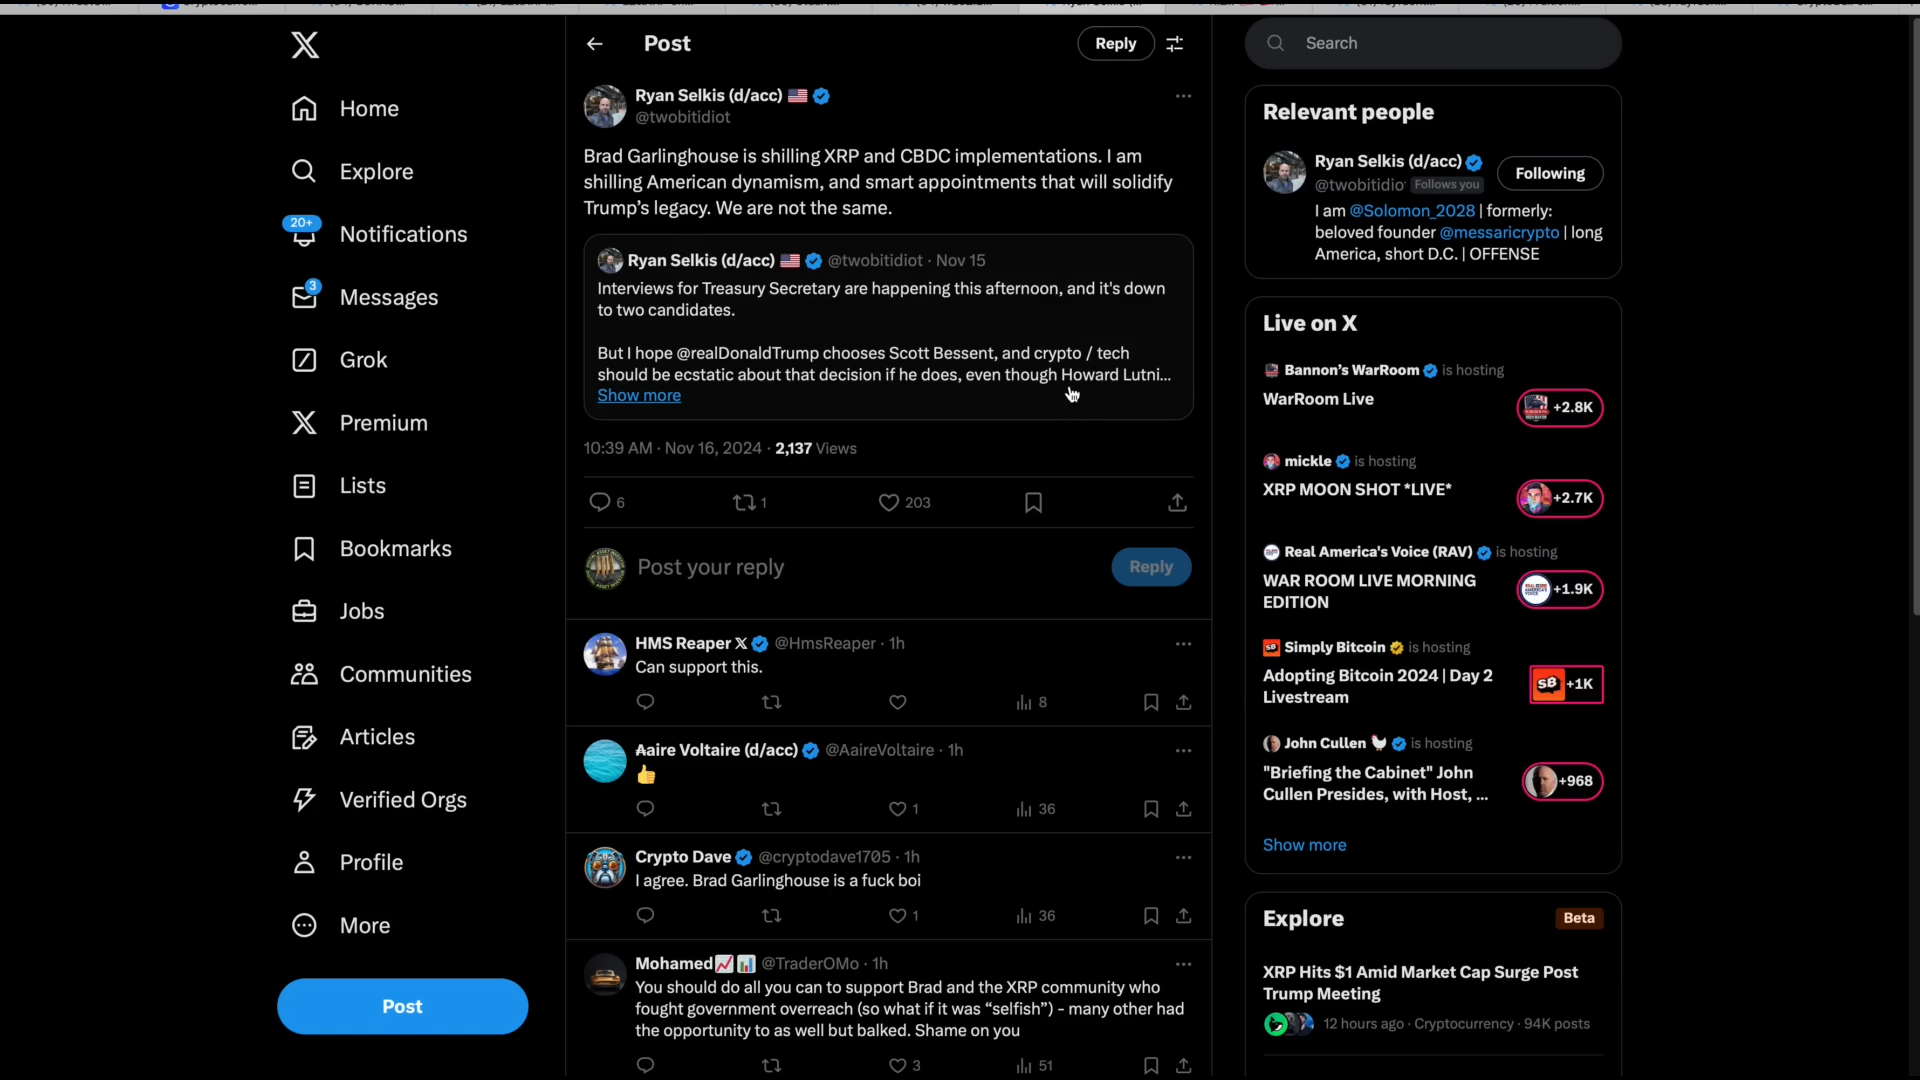 Home
Explore
20+
Notifications
3
Messages
Grok
Premium
Lists
Bookmarks
Jobs
Communities
Articles
Verified Orgs
Profile
More
Post
Post
Reply
Ryan Selkis (d/acc) 🇺🇸
@twobitidiot
Brad Garlinghouse is shilling XRP and CBDC implementations. I am
shilling American dynamism, and smart appointments that will solidify
Trump’s legacy. We are not the same.
Ryan Selkis (d/acc) 🇺🇸 @twobitidiot · Nov 15
Interviews for Treasury Secretary are happening this afternoon, and it's down
to two candidates.
But I hope @realDonaldTrump chooses Scott Bessent, and crypto / tech
should be ecstatic about that decision if he does, even though Howard Lutni...
Show more
10:39 AM · Nov 16, 2024 · 2,137 Views
6 1 203
Post your reply
Reply
HMS Reaper 𝕏 @HmsReaper · 1h
Can support this.
8
₳aire Voltaire (d/acc) @AaireVoltaire · 1h
👍
1 36
Crypto Dave @cryptodave1705 · 1h
I agree. Brad Garlinghouse is a fuck boi
1 36
Mohamed📈📊 @TraderOMo · 1h
You should do all you can to support Brad and the XRP community who
fought government overreach (so what if it was “selfish”) - many other had
the opportunity to as well but balked. Shame on you
3 51
Search
Relevant people
Ryan Selkis (d/acc)
@twobitidio Follows you
Following
I am @Solomon_2028 | formerly:
beloved founder @messaricrypto | long
America, short D.C. | OFFENSE
Live on X
Bannon’s WarRoom is hosting
WarRoom Live
+2.8K
mickle is hosting
XRP MOON SHOT *LIVE*
+2.7K
Real America's Voice (RAV) is hosting
WAR ROOM LIVE MORNING
EDITION
+1.9K
Simply Bitcoin is hosting
Adopting Bitcoin 2024 | Day 2
Livestream
SB +1K
John Cullen 🐓 is hosting
"Briefing the Cabinet" John
Cullen Presides, with Host, ...
+968
Show more
Explore
Beta
XRP Hits $1 Amid Market Cap Surge Post
Trump Meeting
12 hours ago · Cryptocurrency · 94K posts